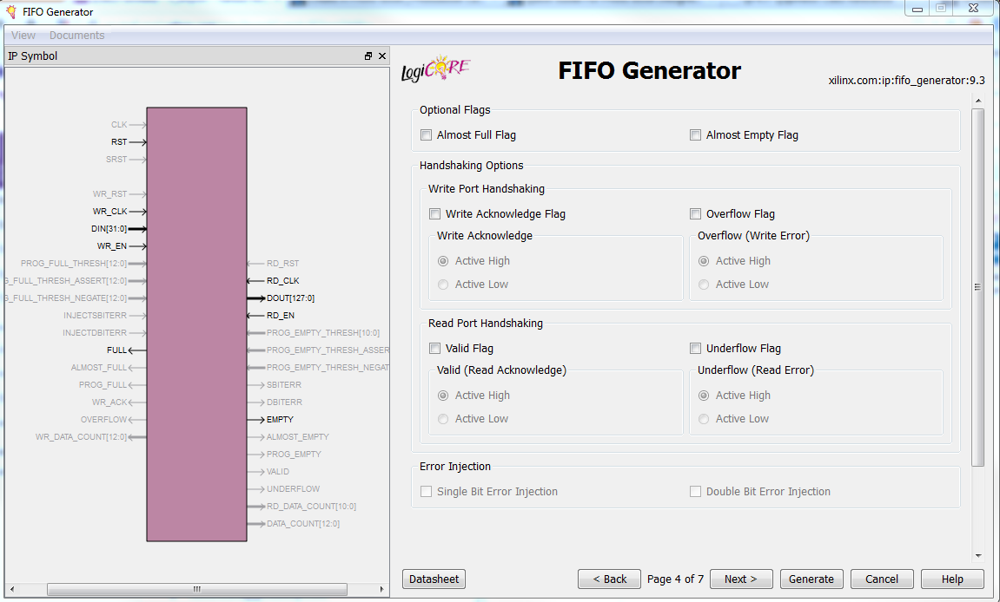 FIFO Generator
View Documents
IP Symbol
CLK
RST
SRST
WR_RST
WR_CLK
DIN[31:0]
WR_EN
PROG_FULL_THRESH[12:0]
G_FULL_THRESH_ASSERT[12:0]
G_FULL_THRESH_NEGATE[12:0]
INJECTSBITERR
INJECTDBITERR
FULL
ALMOST_FULL
PROG_FULL
WR_ACK
OVERFLOW
WR_DATA_COUNT[12:0]
RD_RST
RD_CLK
DOUT[127:0]
RD_EN
PROG_EMPTY_THRESH[10:0]
PROG_EMPTY_THRESH_ASSER
PROG_EMPTY_THRESH_NEGAT
SBITERR
DBITERR
EMPTY
ALMOST_EMPTY
PROG_EMPTY
VALID
UNDERFLOW
RD_DATA_COUNT[10:0]
DATA_COUNT[12:0]
LogiCORE
FIFO Generator
xilinx.com:ip:fifo_generator:9.3
Optional Flags
Almost Full Flag Almost Empty Flag
Handshaking Options
Write Port Handshaking
Write Acknowledge Flag Overflow Flag
Write Acknowledge Overflow (Write Error)
Active High Active High
Active Low Active Low
Read Port Handshaking
Valid Flag Underflow Flag
Valid (Read Acknowledge) Underflow (Read Error)
Active High Active High
Active Low Active Low
Error Injection
Single Bit Error Injection Double Bit Error Injection
Datasheet < Back Page 4 of 7 Next > Generate Cancel Help